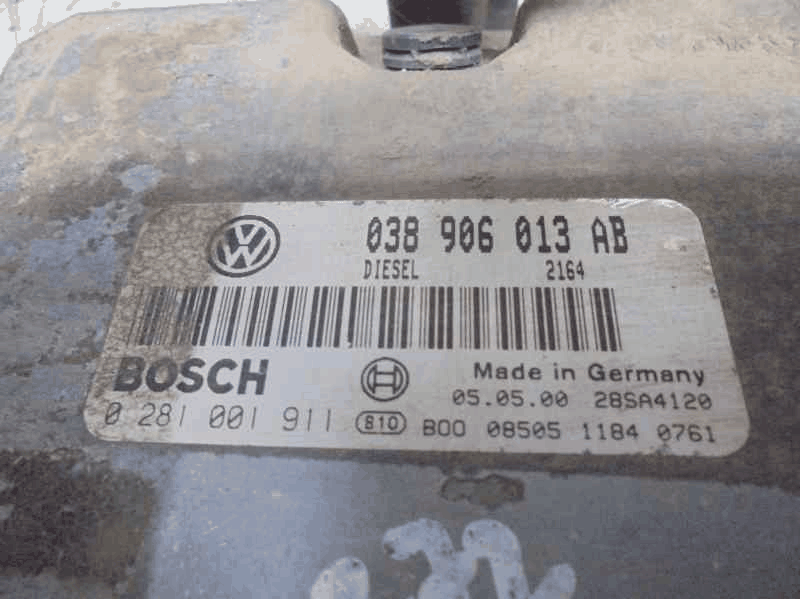 038 906 013 AB
DIESEL 2164
BOSCH
Made in Germany
05.05.00 28SA4120
0 281 001 911 810 B00 08505 1184 0761